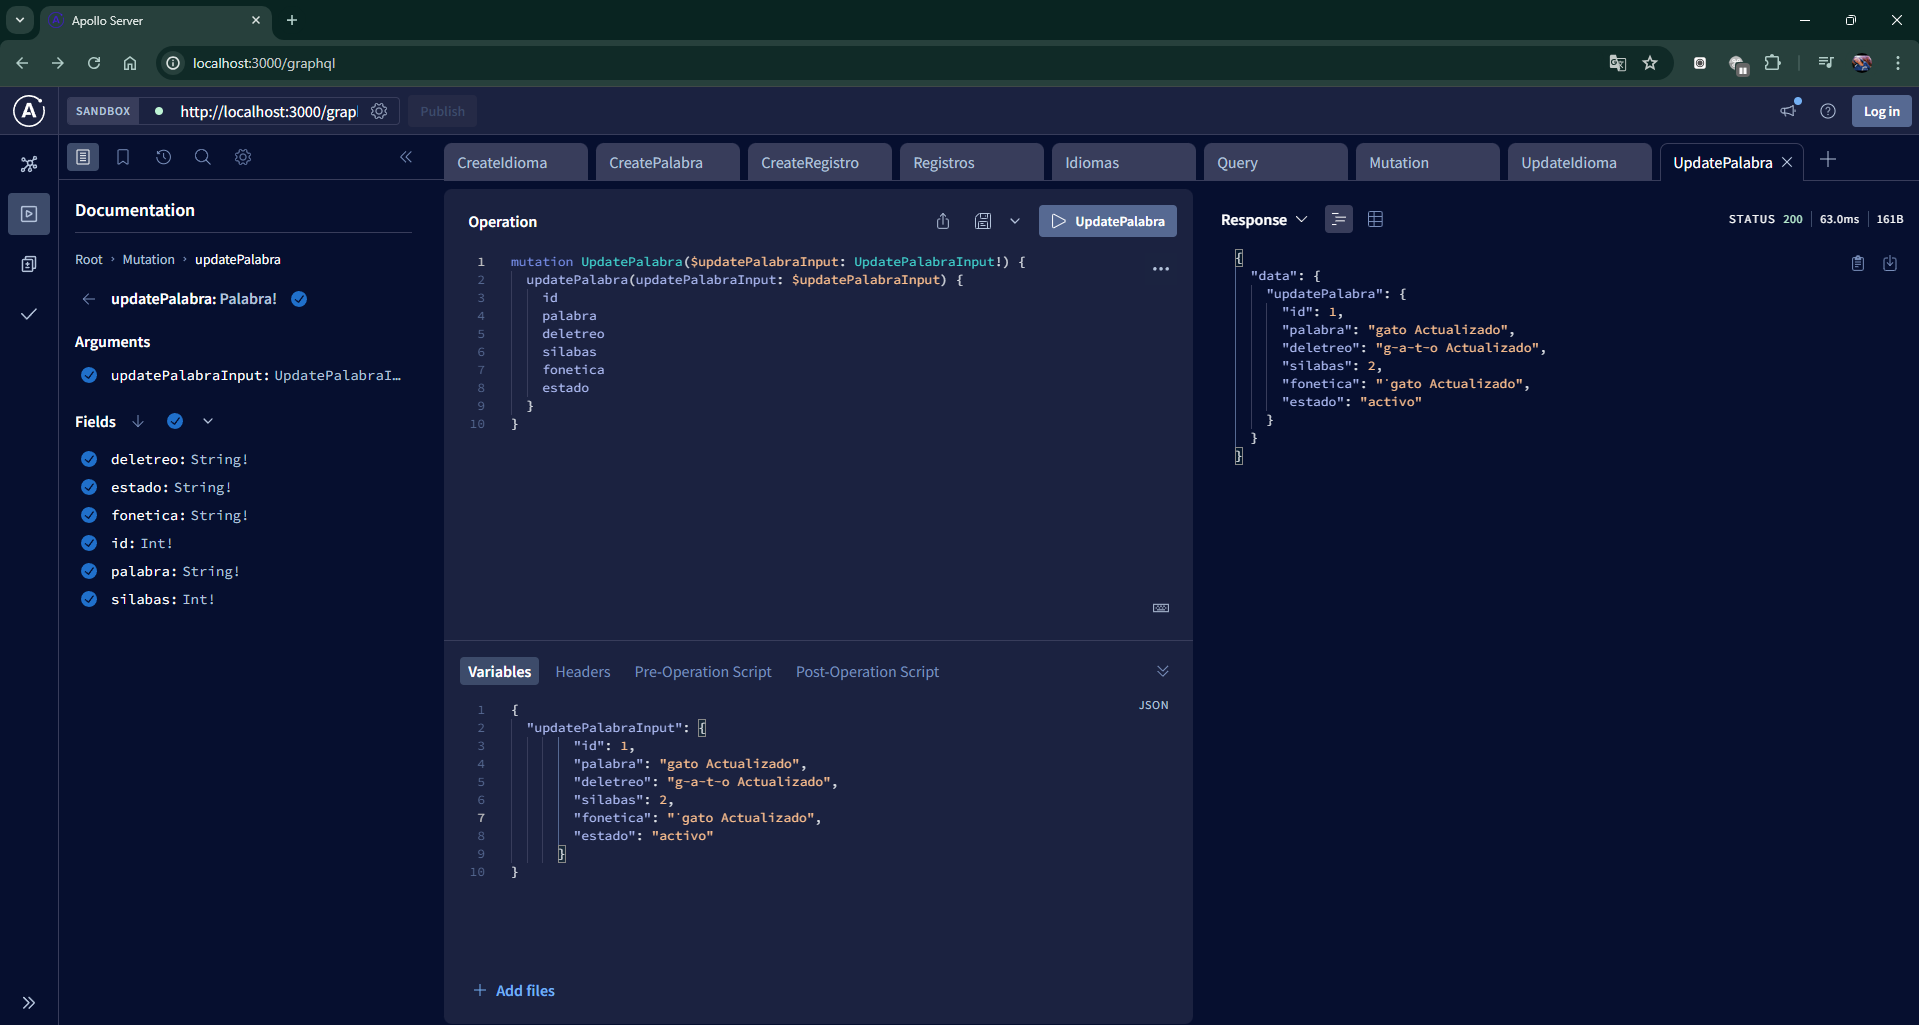 Apollo Server
localhost:3000/graphql
SANDBOX
http://localhost:3000/grap
Publish
Log in
Documentation
Root › Mutation › updatePalabra
updatePalabra: Palabra!
Arguments
updatePalabraInput: UpdatePalabraI…
Fields
deletreo: String!
estado: String!
fonetica: String!
id: Int!
palabra: String!
silabas: Int!
CreateIdioma
CreatePalabra
CreateRegistro
Registros
Idiomas
Query
Mutation
UpdateIdioma
UpdatePalabra
Operation
UpdatePalabra
1 mutation UpdatePalabra($updatePalabraInput: UpdatePalabraInput!) {
2 updatePalabra(updatePalabraInput: $updatePalabraInput) {
3 id
4 palabra
5 deletreo
6 silabas
7 fonetica
8 estado
9 }
10 }
Variables
Headers
Pre-Operation Script
Post-Operation Script
JSON
1 {
2 "updatePalabraInput": {
3 "id": 1,
4 "palabra": "gato Actualizado",
5 "deletreo": "g-a-t-o Actualizado",
6 "silabas": 2,
7 "fonetica": "ˈgato Actualizado",
8 "estado": "activo"
9 }
10 }
Add files
Response
STATUS 200
63.0ms
161B
{
"data": {
"updatePalabra": {
"id": 1,
"palabra": "gato Actualizado",
"deletreo": "g-a-t-o Actualizado",
"silabas": 2,
"fonetica": "ˈgato Actualizado",
"estado": "activo"
}
}
}